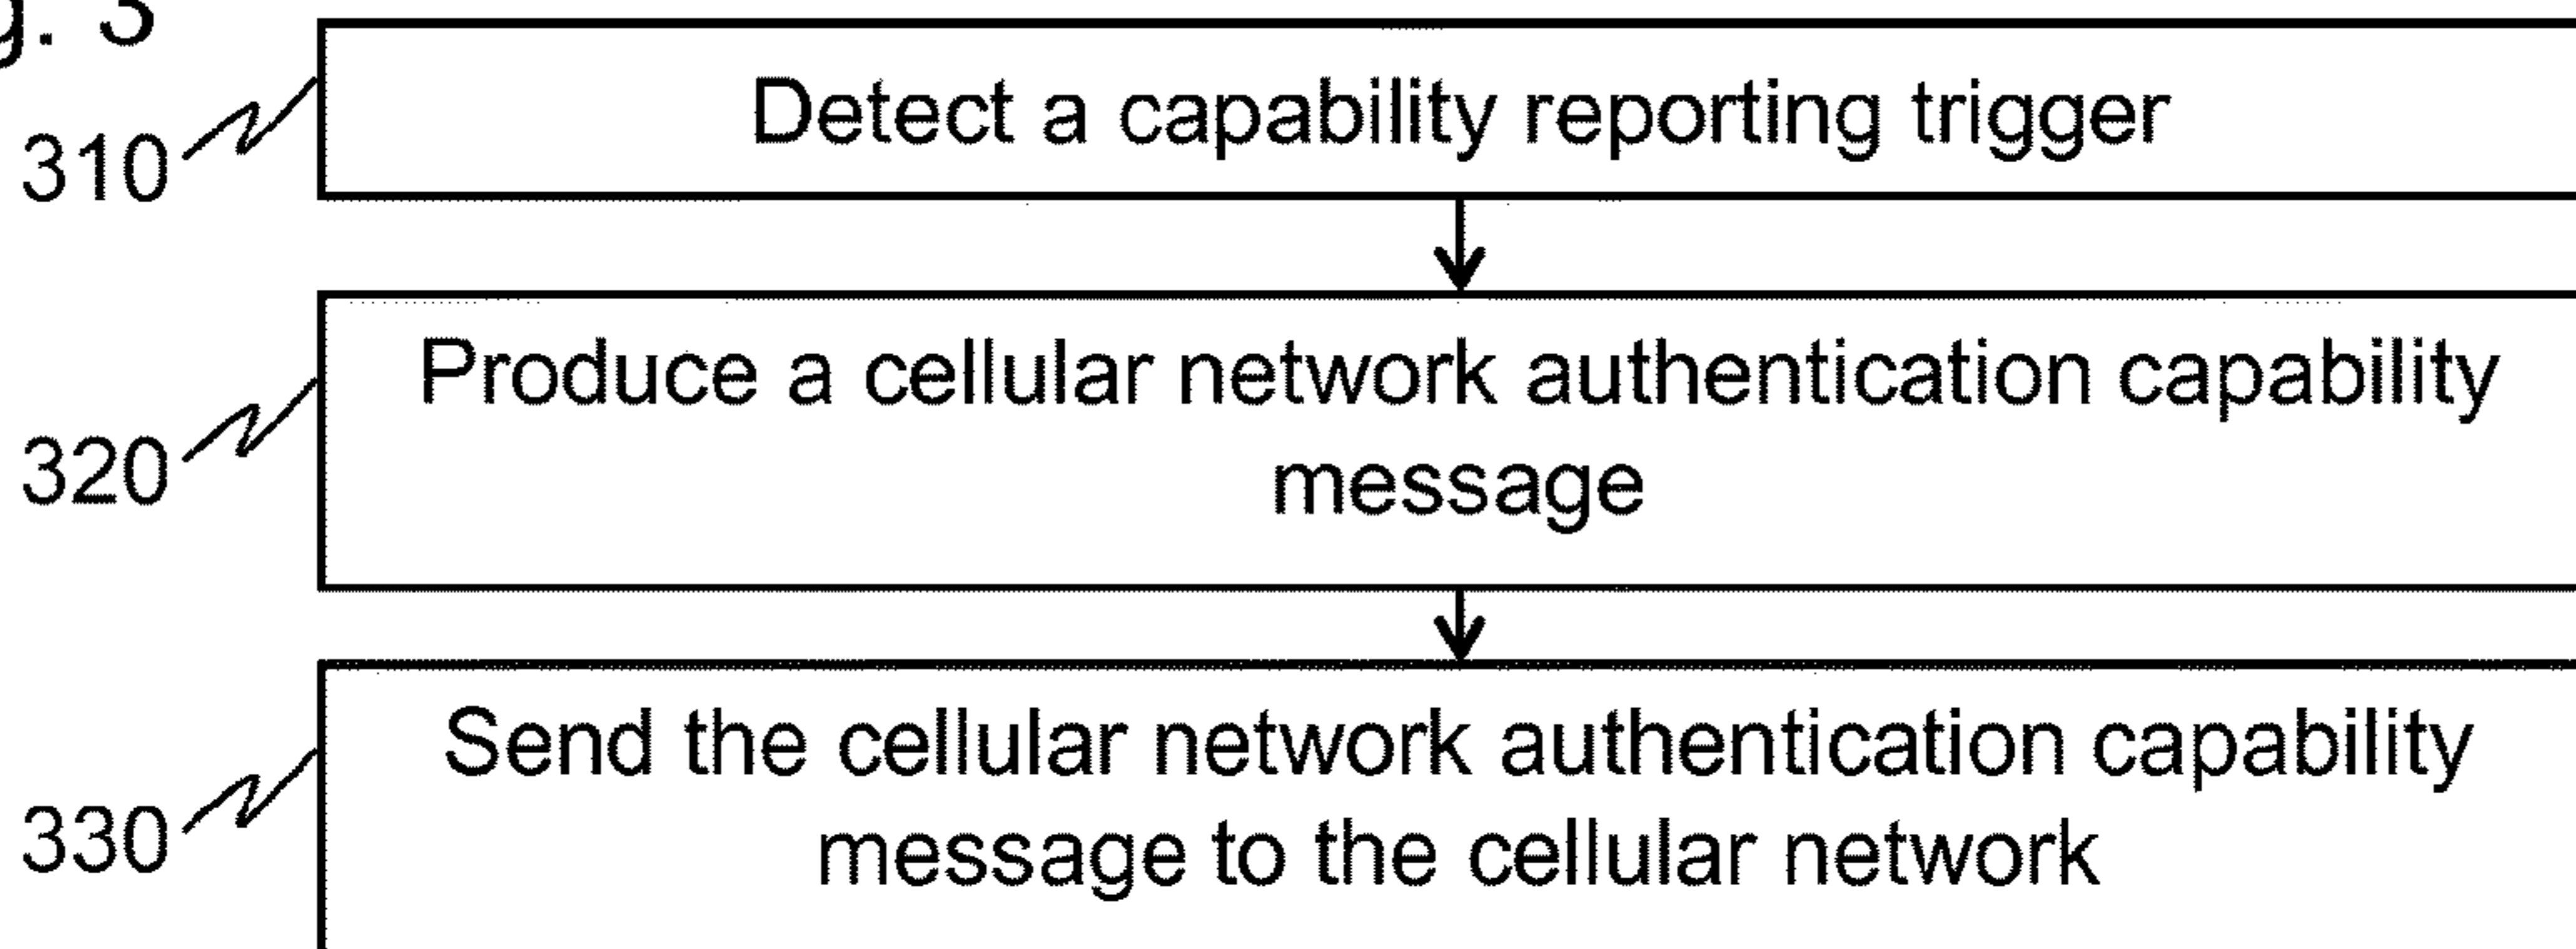 g. 3
310
Detect a capability reporting trigger
320
Produce a cellular network authentication capability
message
330
Send the cellular network authentication capability
message to the cellular network